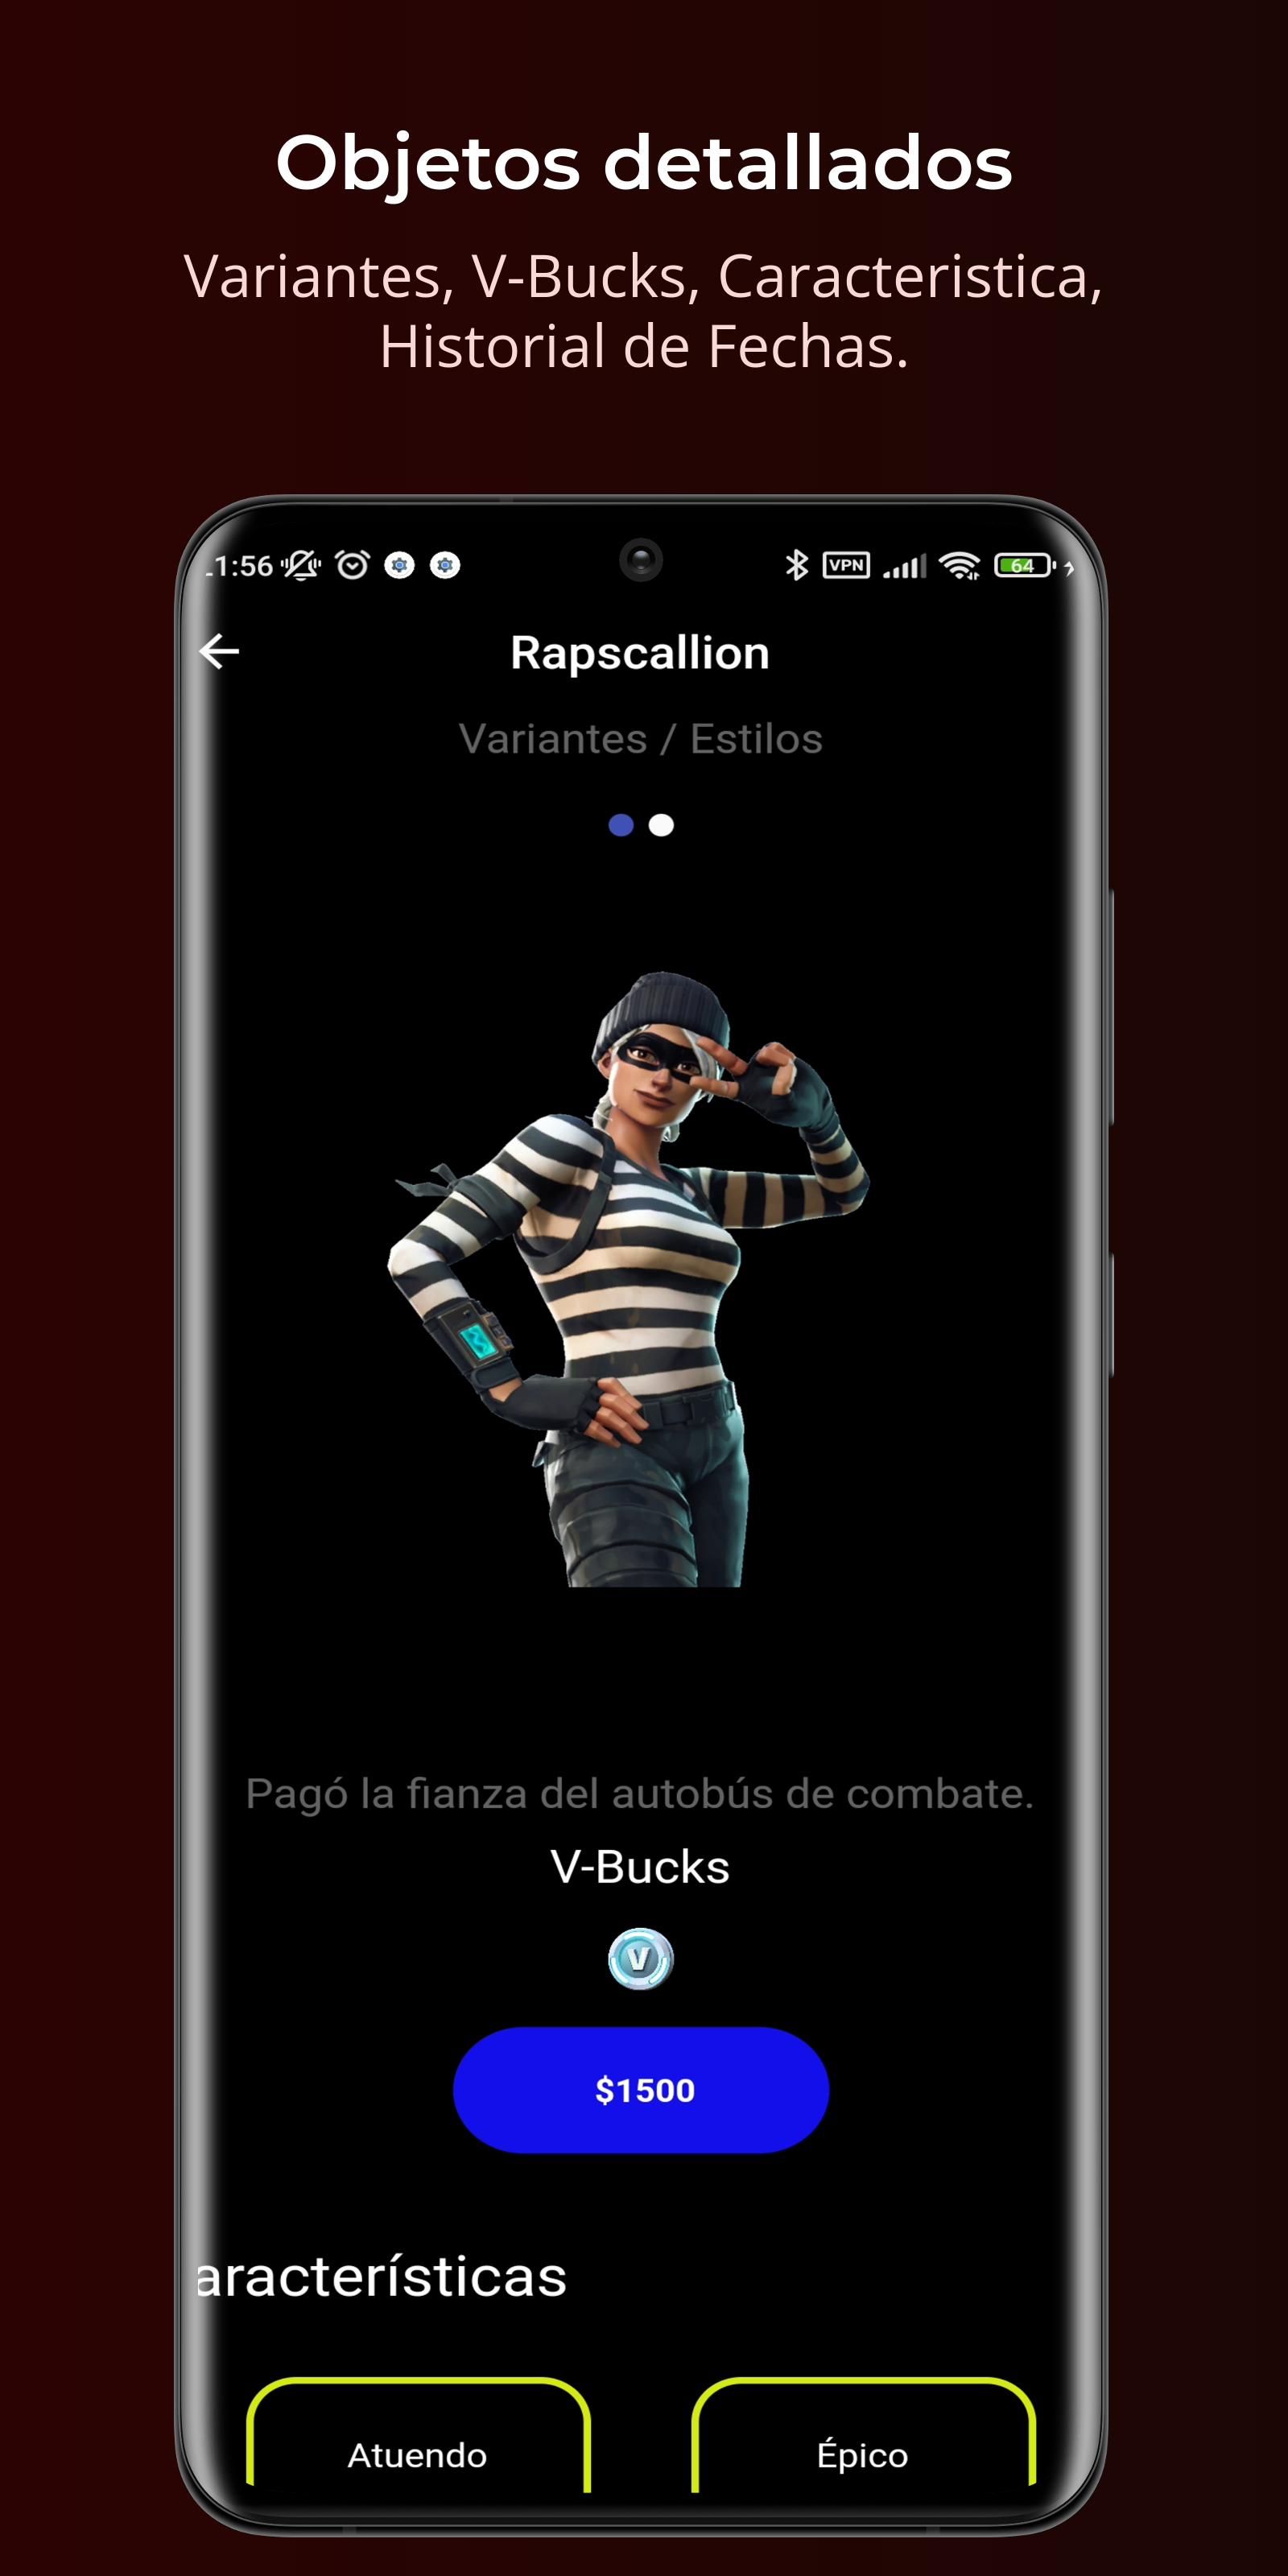 Objetos detallados
Variantes, V-Bucks, Caracteristica,
Historial de Fechas.
1:56 VPN 64
Rapscallion
Variantes / Estilos
Pagó la fianza del autobús de combate.
V-Bucks
V
$1500
aracterísticas
Atuendo Épico